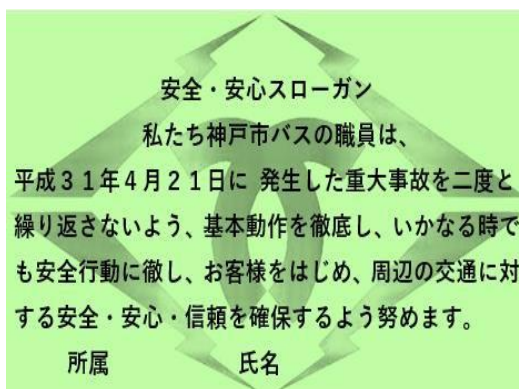 安全・安心スローガン
私たち神戸市バスの職員は、
平成３１年４月２１日に 発生した重大事故を二度と
繰り返さないよう、基本動作を徹底し、いかなる時で
も安全行動に徹し、お客様をはじめ、周辺の交通に対
する安全・安心・信頼を確保するよう努めます。
所属 氏名